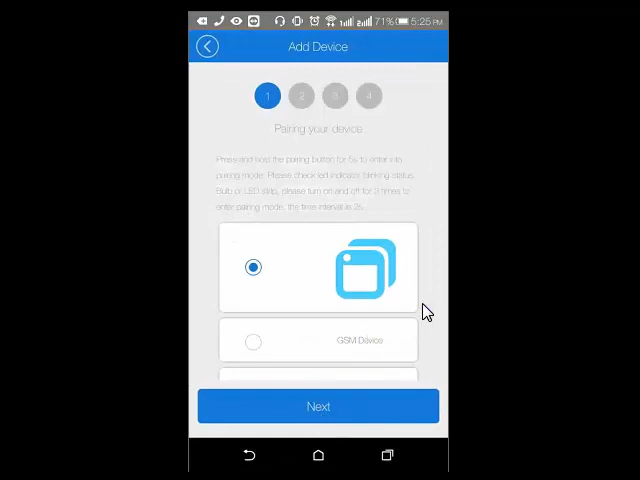 71% 5:25 PM
Add Device
1 2 3 4
Pairing your device
Press and hold the pairing button for 5s to enter into
pairing mode. Please check led indicator blinking status.
Bulb or LED strip, please turn on and off for 3 times to
enter pairing mode, the time interval is 2s.
GSM Device
Next